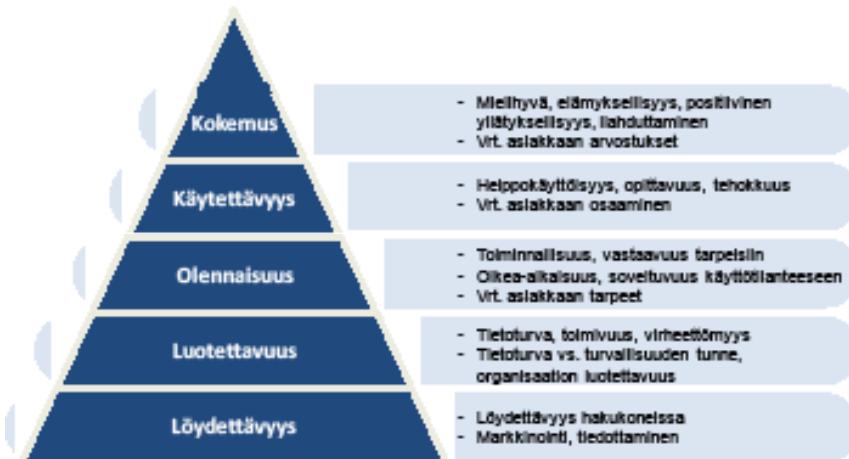 Kokemus
- Mielihyvä, elämyksellisyys, positiivinen
yllätyksellisyys, ilahduttaminen
- Vrt. asiakkaan arvostukset
Käytettävyys
- Helppokäyttöisyys, opittavuus, tehokkuus
- Vrt. asiakkaan osaaminen
Olennaisuus
- Toiminnallisuus, vastaavuus tarpeisiin
- Oikea-aikaisuus, soveltuvuus käyttötilanteeseen
- Vrt. asiakkaan tarpeet
Luotettavuus
- Tietoturva, toimivuus, virheettömyys
- Tietoturva vs. turvallisuuden tunne,
organisaation luotettavuus
Löydettävyys
- Löydettävyys hakukoneissa
- Markkinointi, tiedottaminen